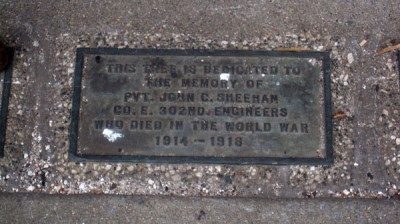 THIS TREE IS DEDICATED TO
THE MEMORY OF
PVT. JOHN C. SHEEHAN
CO. E. 302ND. ENGINEERS
WHO DIED IN THE WORLD WAR
1914 - 1918